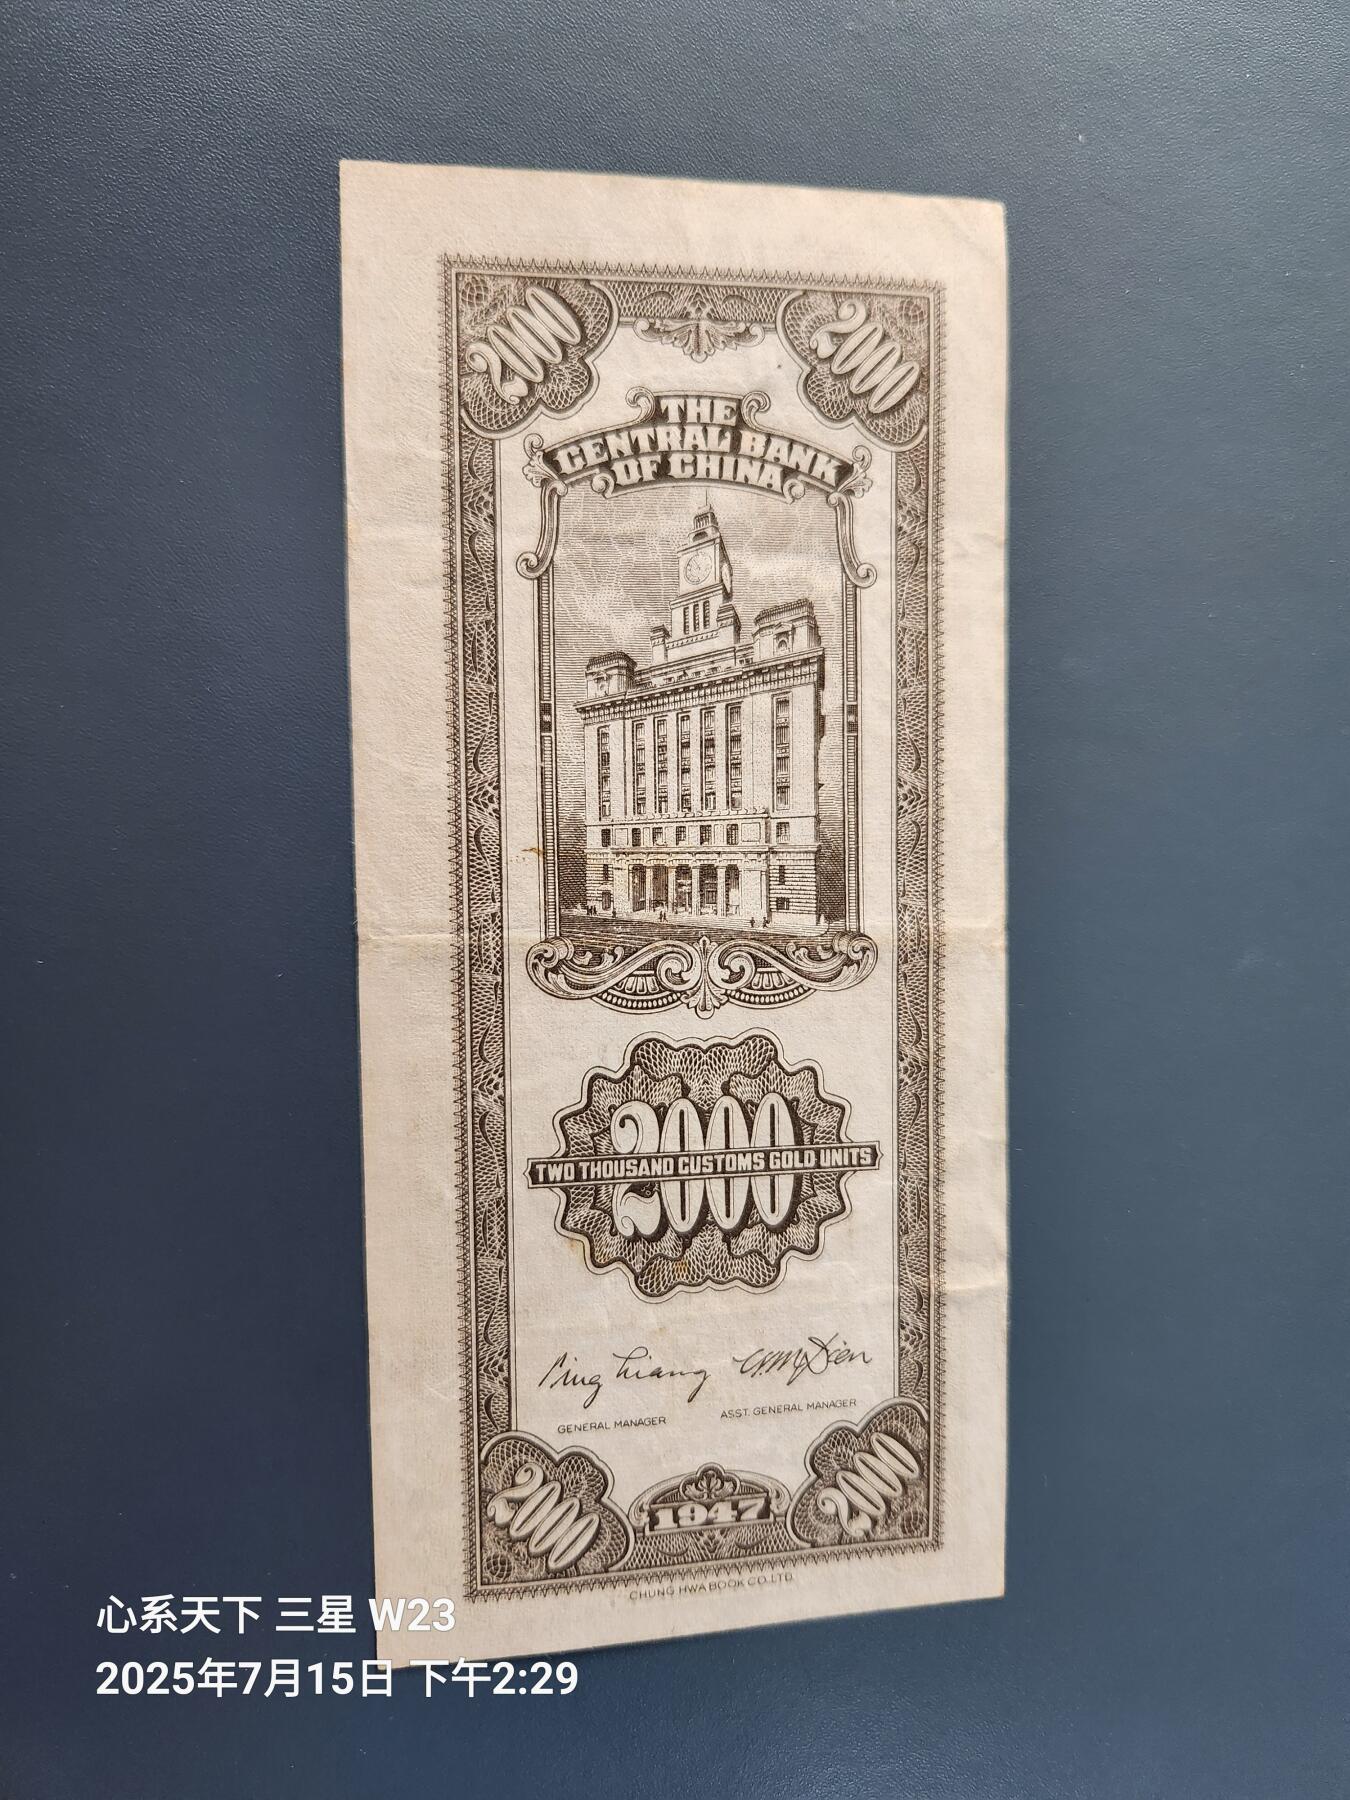 2000
2000
THE
CENTRAL BANK
OF CHINA
2000
TWO THOUSAND CUSTOMS GOLD UNITS
GENERAL MANAGER
ASST. GENERAL MANAGER
2000
1947
2000
CHUNG HWA BOOK CO. LTD.
心系天下 三星 W23
2025年7月15日 下午2:29